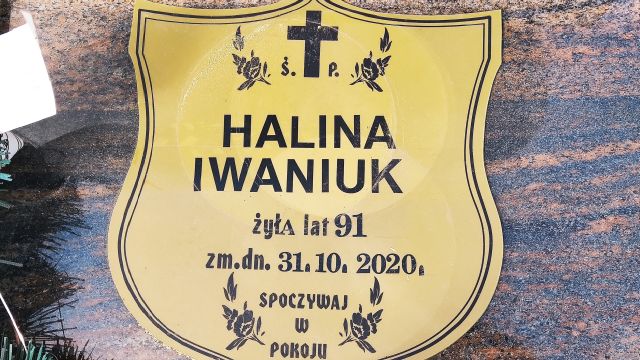 Ś. P.
HALINA
IWANIUK
żyłA lat 91
zm.dn. 31.10. 2020.
SPOCZYWAJ
W
POKOJU